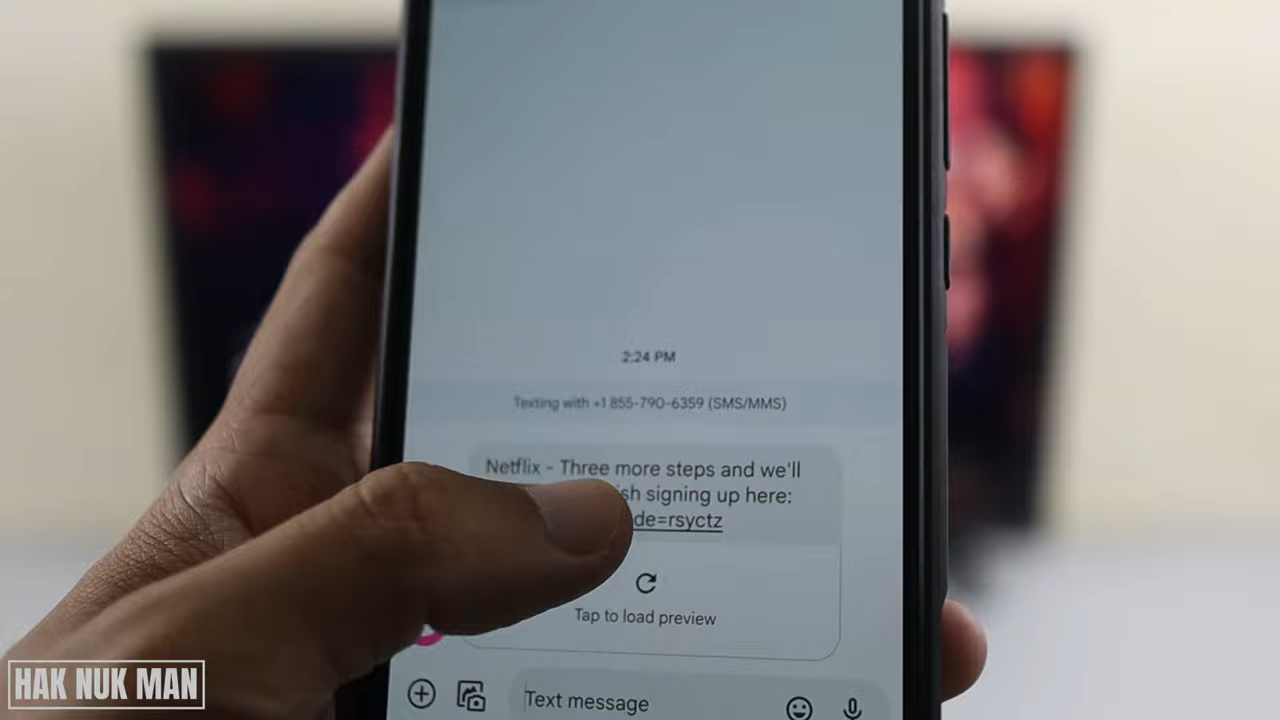 2:24 PM
Texting with +1 855-790-6359 (SMS/MMS)
Netflix - Three more steps and we'll
ish signing up here:
de=rsyctz
Tap to load preview
Text message
HAK NUK MAN